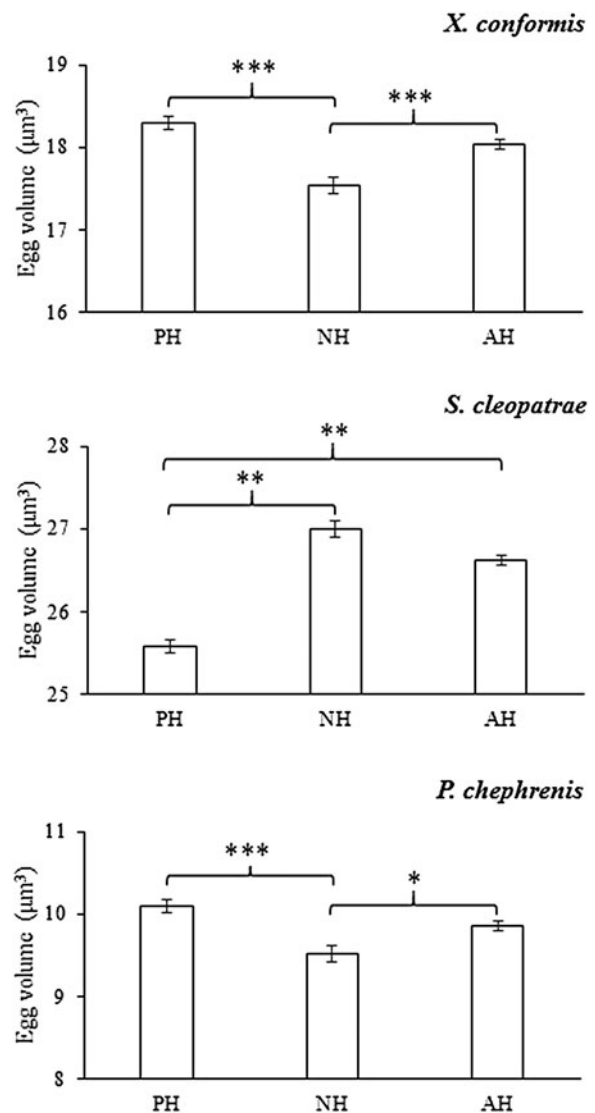 X. conformis
***
***
19
18
17
16
Egg volume (μm³)
PH
NH
AH
S. cleopatrae
**
**
28
27
26
25
Egg volume (μm³)
PH
NH
AH
P. chephrenis
***
*
11
10
9
8
Egg volume (μm³)
PH
NH
AH